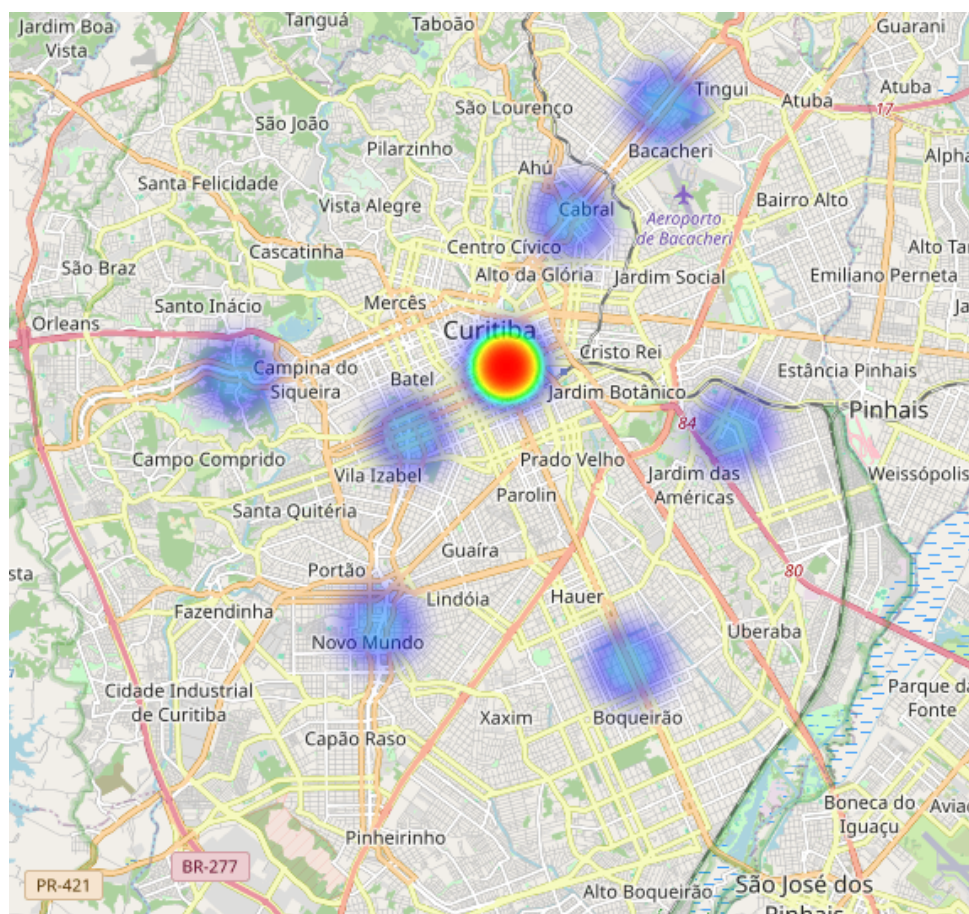 Jardim Boa
Vista
Tanguá
Taboão
Guarani
São Lourenço
Tingui
Atuba
Atuba
17
São João
Pilarzinho
Ahú
Bacacheri
Alpha
Santa Felicidade
Vista Alegre
Cabral
Aeroporto
de Bacacheri
Bairro Alto
Cascatinha
Centro Cívico
Alto Tar
São Braz
Alto da Glória
Jardim Social
Emiliano Perneta
Santo Inácio
Mercês
Ja
Orleans
Curitiba
Cristo Rei
Campina do
Siqueira
Batel
Jardim Botânico
Estância Pinhais
Pinhais
84
Campo Comprido
Vila Izabel
Prado Velho
Jardim das
Américas
Weissópolis
Santa Quitéria
Parolin
sta
Portão
Guaíra
80
Fazendinha
Lindóia
Hauer
Novo Mundo
Uberaba
Cidade Industrial
de Curitiba
Parque da
Fonte
Xaxim
Boqueirão
Capão Raso
Boneca do
Iguaçu
Avia
Pinheirinho
BR-277
PR-421
Alto Boqueirão
São José dos
Pinhais